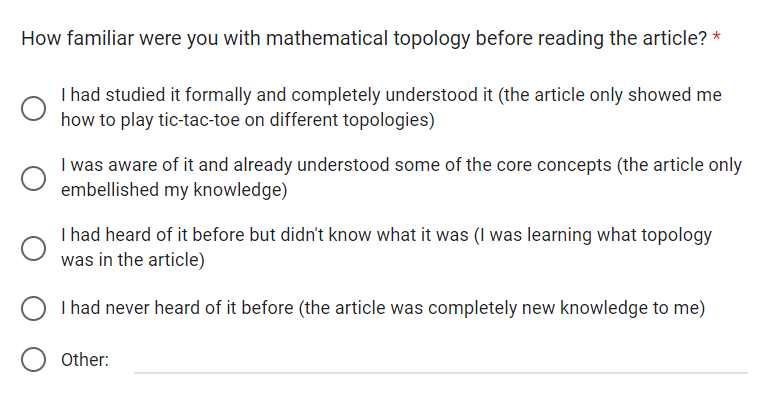 How familiar were you with mathematical topology before reading the article? *
I had studied it formally and completely understood it (the article only showed me
how to play tic-tac-toe on different topologies)
I was aware of it and already understood some of the core concepts (the article only
embellished my knowledge)
I had heard of it before but didn't know what it was (I was learning what topology
was in the article)
I had never heard of it before (the article was completely new knowledge to me)
Other: